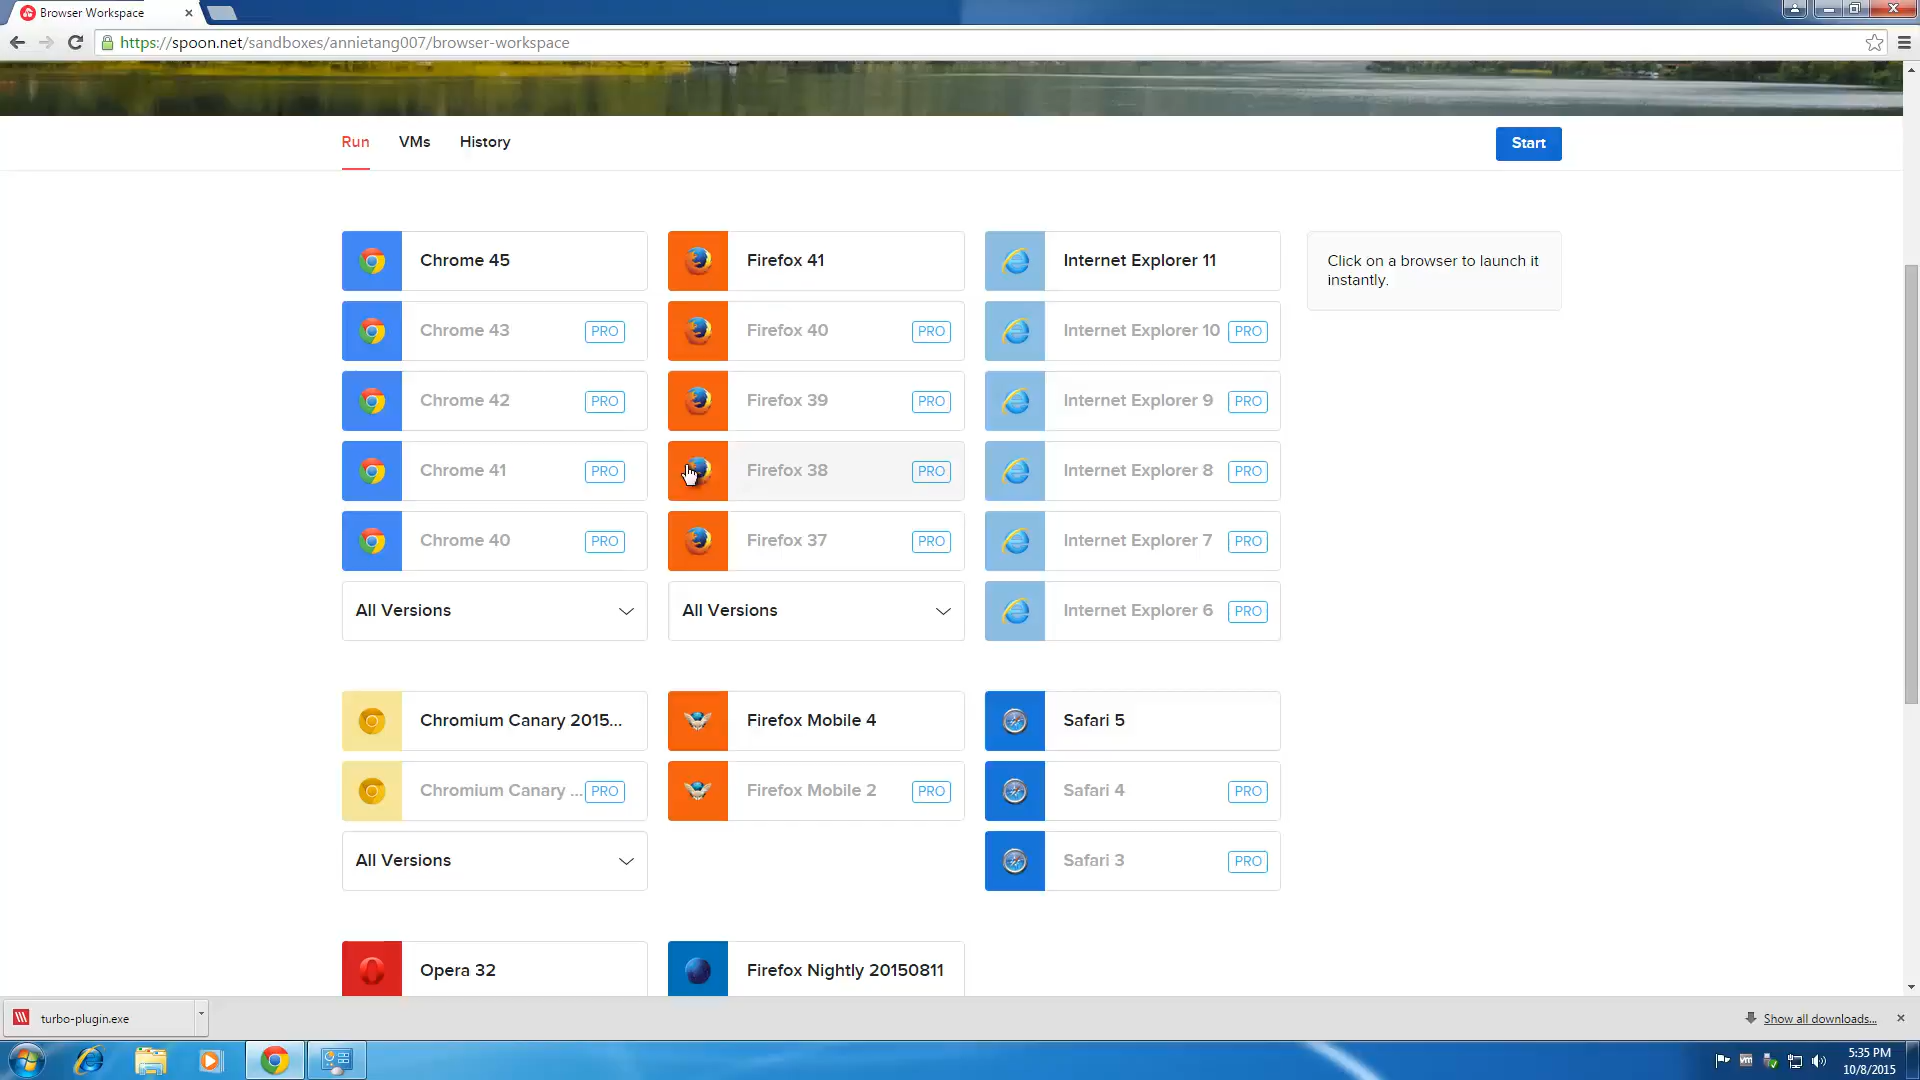 Browser Workspace
https://spoon.net/sandboxes/annietang007/browser-workspace
Run VMs History Start
Chrome 45
Chrome 43 PRO
Chrome 42 PRO
Chrome 41 PRO
Chrome 40 PRO
All Versions
Firefox 41
Firefox 40 PRO
Firefox 39 PRO
Firefox 38 PRO
Firefox 37 PRO
All Versions
Internet Explorer 11
Internet Explorer 10 PRO
Internet Explorer 9 PRO
Internet Explorer 8 PRO
Internet Explorer 7 PRO
Internet Explorer 6 PRO
Click on a browser to launch it
instantly.
Chromium Canary 2015...
Chromium Canary ... PRO
All Versions
Firefox Mobile 4
Firefox Mobile 2 PRO
Safari 5
Safari 4 PRO
Safari 3 PRO
Opera 32
Firefox Nightly 20150811
turbo-plugin.exe
Show all downloads...
5:35 PM
10/8/2015